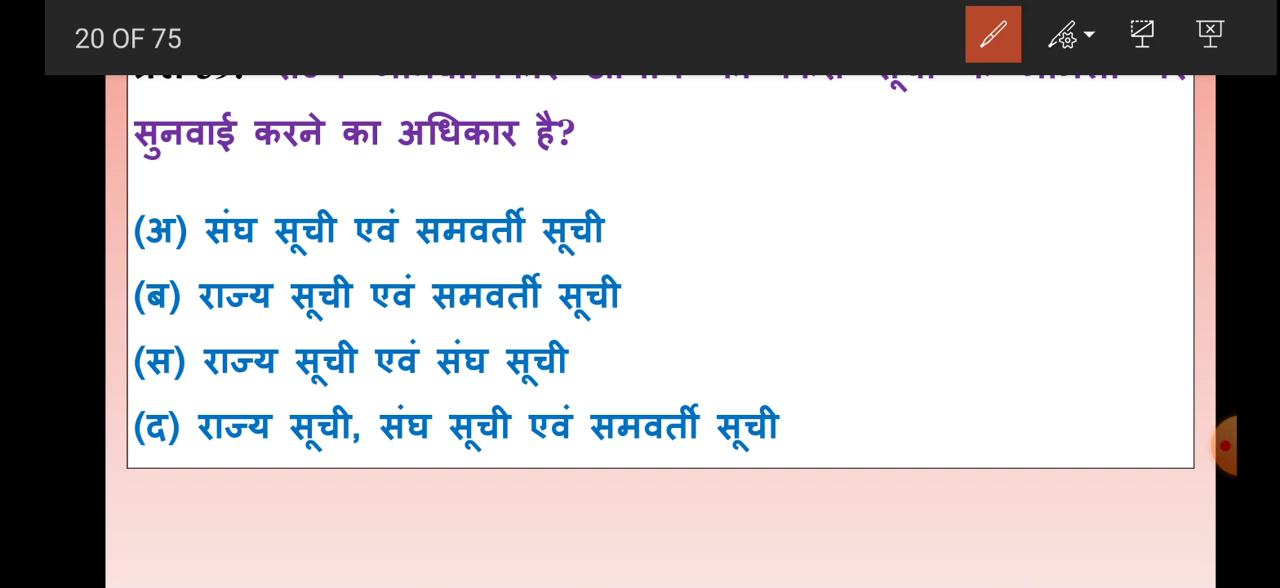 20 OF 75
सुनवाई करने का अधिकार है?
(अ) संघ सूची एवं समवर्ती सूची
(ब) राज्य सूची एवं समवर्ती सूची
(स) राज्य सूची एवं संघ सूची
(द) राज्य सूची, संघ सूची एवं समवर्ती सूची